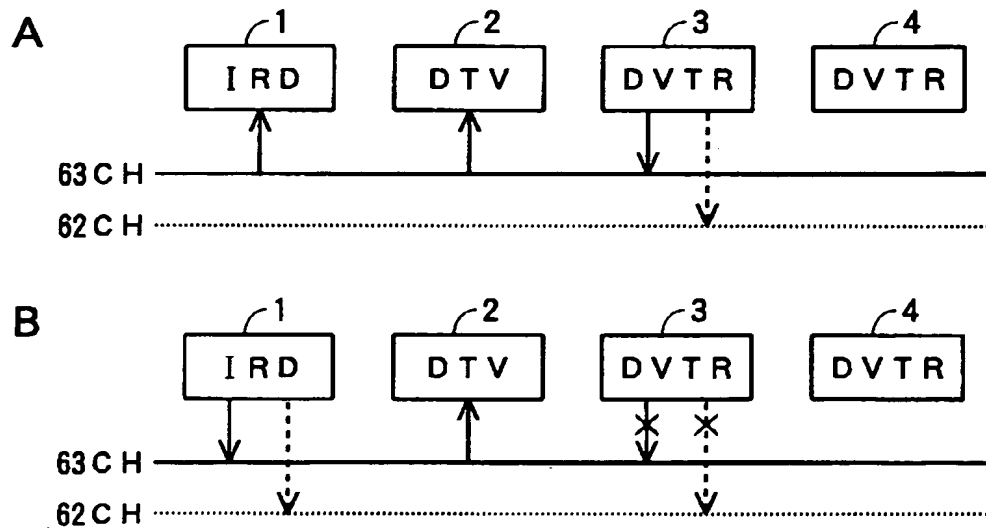 A
1 2 3 4
IRD DTV DVTR DVTR
63CH
62CH
B
1 2 3 4
IRD DTV DVTR DVTR
63CH
62CH